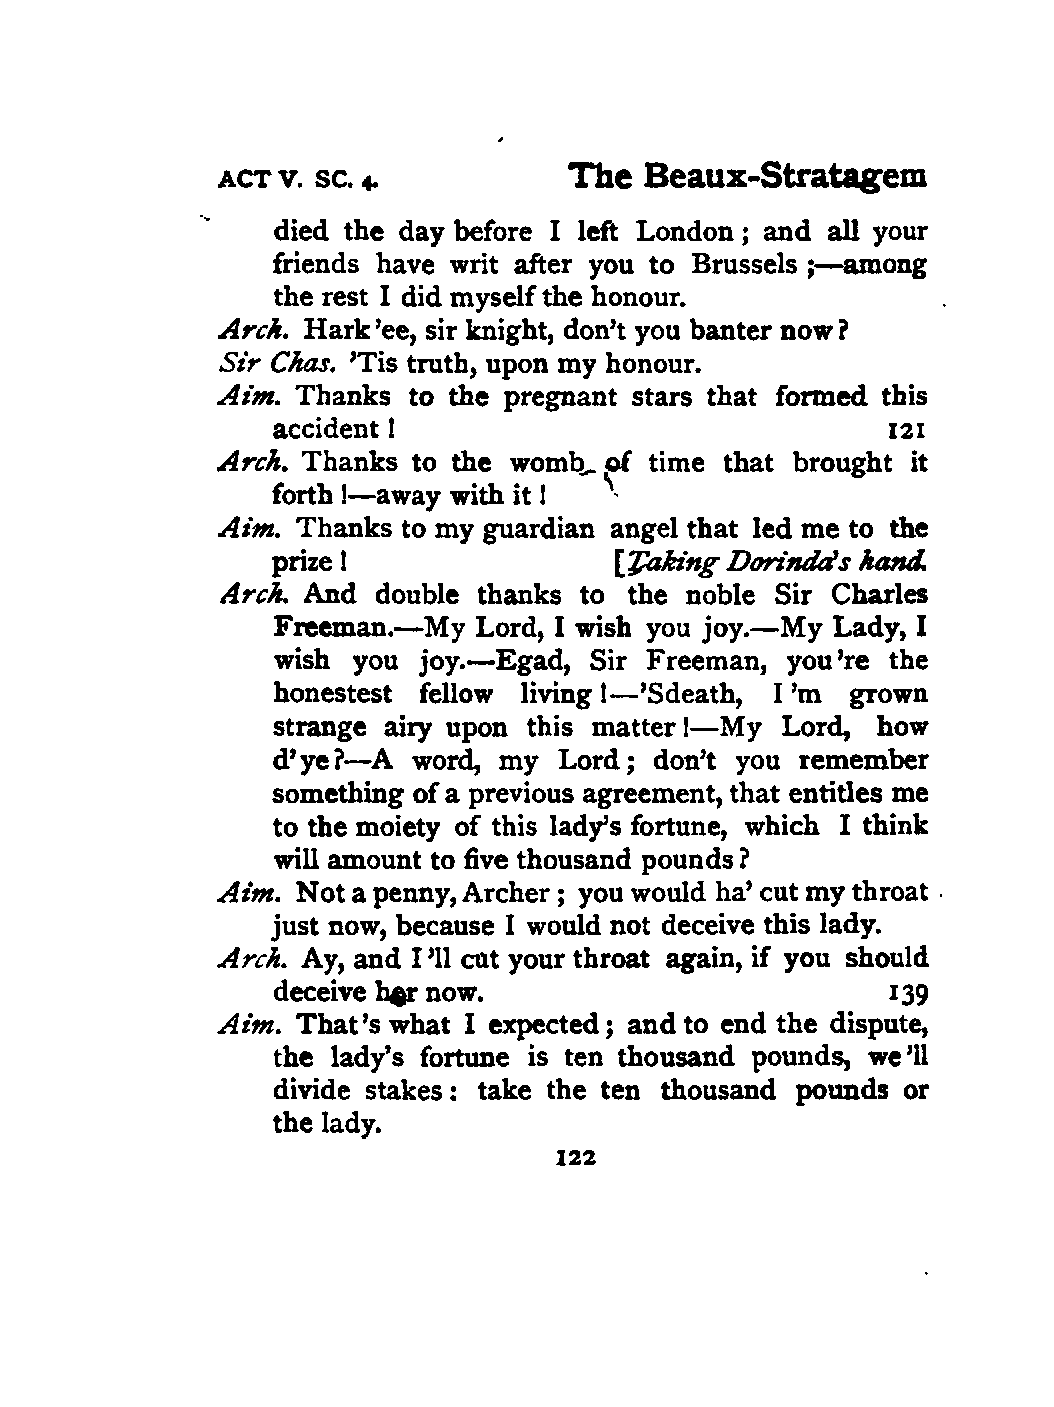 ACT V. SC. 4. The Beaux-Stratagem
died the day before I left London; and all your
friends have writ after you to Brussels;—among
the rest I did myself the honour.
Arch. Hark'ee, sir knight, don't you banter now?
Sir Chas. 'Tis truth, upon my honour.
Aim. Thanks to the pregnant stars that formed this
accident! 121
Arch. Thanks to the womb of time that brought it
forth!—away with it!
Aim. Thanks to my guardian angel that led me to the
prize! [Taking Dorinda's hand.
Arch. And double thanks to the noble Sir Charles
Freeman.—My Lord, I wish you joy.—My Lady, I
wish you joy.—Egad, Sir Freeman, you're the
honestest fellow living!—'Sdeath, I'm grown
strange airy upon this matter!—My Lord, how
d'ye?—A word, my Lord; don't you remember
something of a previous agreement, that entitles me
to the moiety of this lady's fortune, which I think
will amount to five thousand pounds?
Aim. Not a penny, Archer; you would ha' cut my throat
just now, because I would not deceive this lady.
Arch. Ay, and I'll cut your throat again, if you should
deceive her now. 139
Aim. That's what I expected; and to end the dispute,
the lady's fortune is ten thousand pounds, we'll
divide stakes: take the ten thousand pounds or
the lady.
122